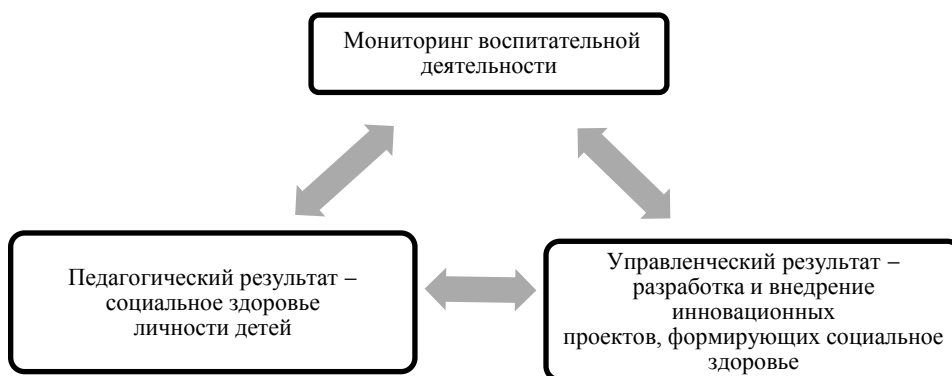 Мониторинг воспитательной
деятельности
Педагогический результат –
социальное здоровье
личности детей
Управленческий результат –
разработка и внедрение
инновационных
проектов, формирующих социальное
здоровье